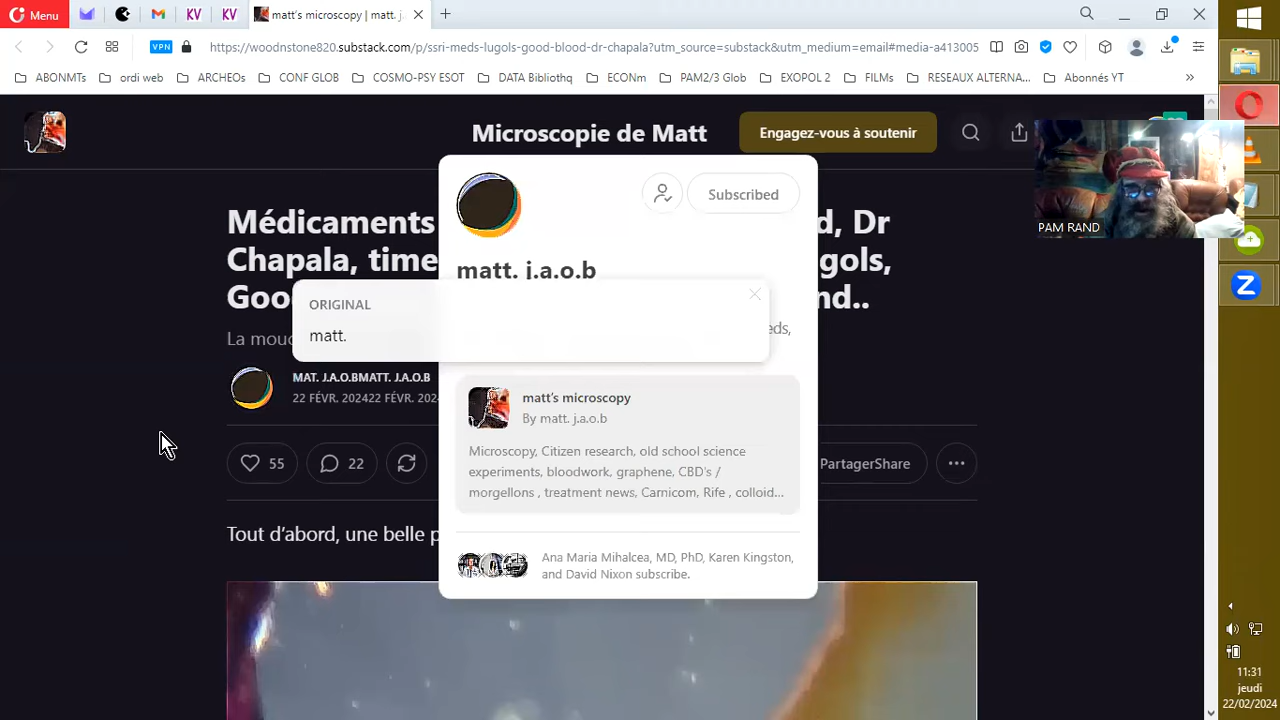 Menu
KV
KV
matt's microscopy | matt. j.
VPN
https://woodnstone820.substack.com/p/ssri-meds-lugols-good-blood-dr-chapala?utm_source=substack&utm_medium=email#media-a413005
ABONMTs
ordi web
ARCHEOs
CONF GLOB
COSMO-PSY ESOT
DATA Biblithq
ECONm
PAM2/3 Glob
EXOPOL 2
FILMs
RESEAUX ALTERNA...
Abonnés YT
»
Microscopie de Matt
Engagez-vous à soutenir
PAM RAND
Subscribed
Médicaments
d, Dr
matt. j.a.o.b
Chapala, time
gols,
Goo
nd..
ORIGINAL
matt.
La mouc
eds,
MAT. J.A.O.BMATT. J.A.O.B
22 FÉVR. 202422 FÉVR. 2024
matt's microscopy
By matt. j.a.o.b
Microscopy, Citizen research, old school science
experiments, bloodwork, graphene, CBD's /
morgellons , treatment news, Carnicom, Rife , colloid...
55
22
PartagerShare
Tout d'abord, une belle p
Ana Maria Mihalcea, MD, PhD, Karen Kingston,
and David Nixon subscribe.
11:31
jeudi
22/02/2024